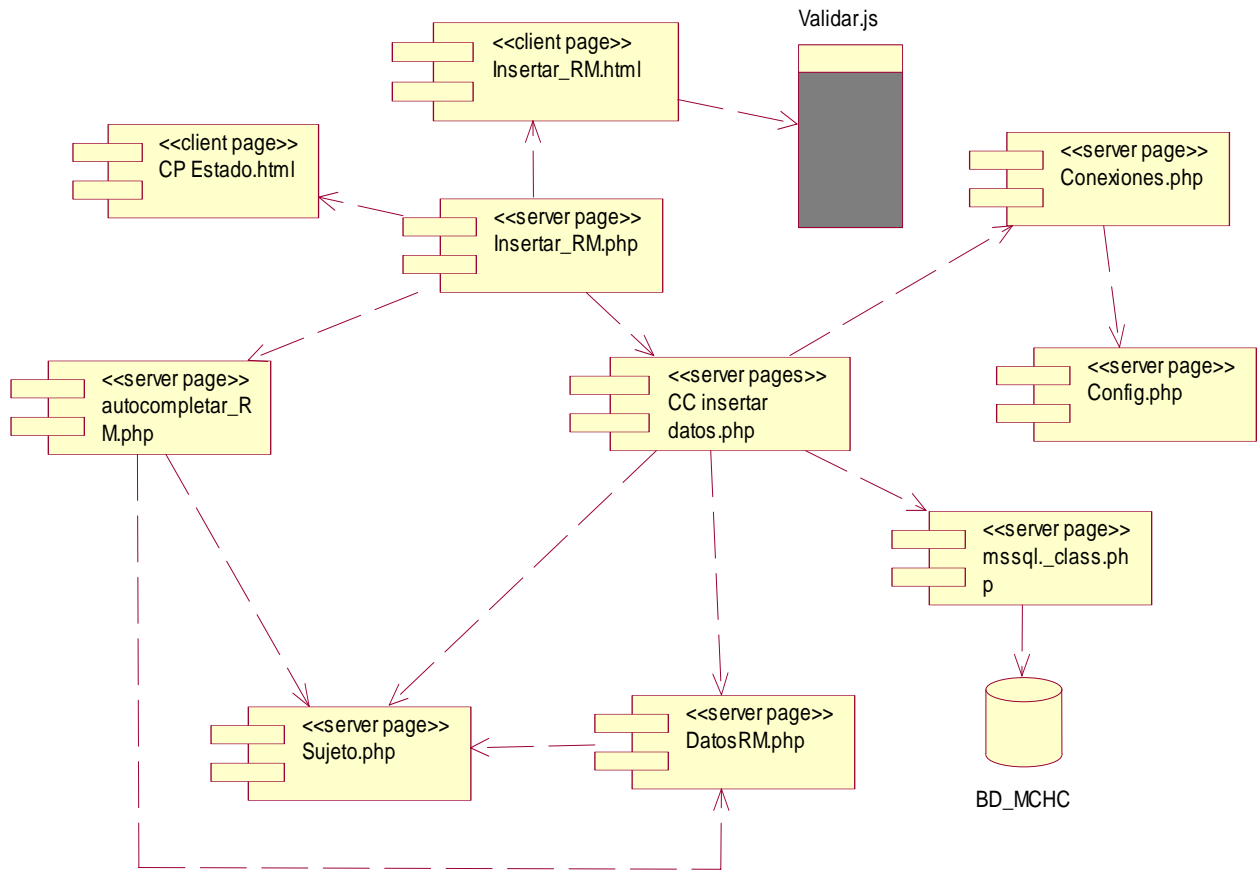 Validar.js
<<client page>>
Insertar_RM.html
<<client page>>
CP Estado.html
<<server page>>
Conexiones.php
<<server page>>
Insertar_RM.php
<<server page>>
autocompletar_R
M.php
<<server pages>>
CC insertar
datos.php
<<server page>>
Config.php
<<server page>>
mssql._class.ph
p
<<server page>>
Sujeto.php
<<server page>>
DatosRM.php
BD_MCHC